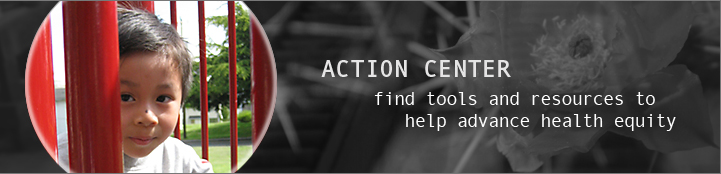 ACTION CENTER
find tools and resources to
help advance health equity